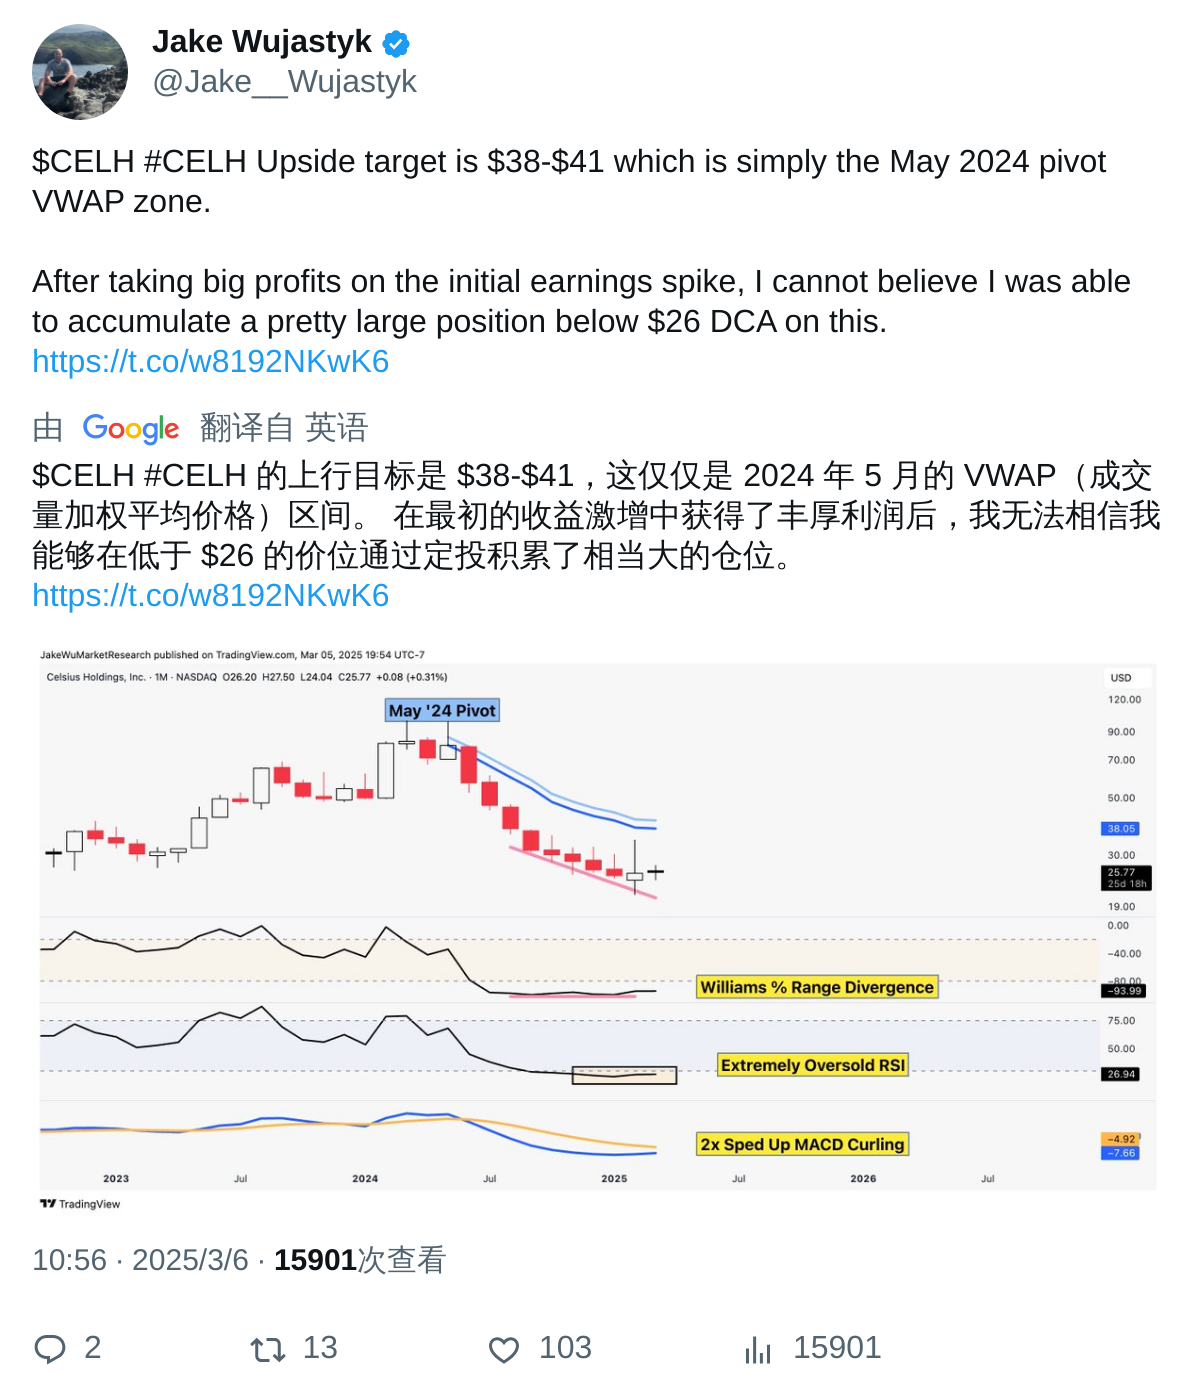 Jake Wujastyk
@Jake__Wujastyk
$CELH #CELH Upside target is $38-$41 which is simply the May 2024 pivot
VWAP zone.
After taking big profits on the initial earnings spike, I cannot believe I was able
to accumulate a pretty large position below $26 DCA on this.
https://t.co/w8192NKwK6
由 Google 翻译自 英语
$CELH #CELH 的上行目标是 $38-$41，这仅仅是 2024 年 5 月的 VWAP（成交
量加权平均价格）区间。 在最初的收益激增中获得了丰厚利润后，我无法相信我
能够在低于 $26 的价位通过定投积累了相当大的仓位。
https://t.co/w8192NKwK6
JakeWuMarketResearch published on TradingView.com, Mar 05, 2025 19:54 UTC-7
Celsius Holdings, Inc. · 1M · NASDAQ O26.20 H27.50 L24.04 C25.77 +0.08 (+0.31%)
USD
120.00
May '24 Pivot
90.00
70.00
50.00
38.05
30.00
25.77
25d 18h
19.00
0.00
−40.00
−80.00
Williams % Range Divergence
−93.99
75.00
50.00
Extremely Oversold RSI
26.94
2x Sped Up MACD Curling
−4.92
−7.66
2023 Jul 2024 Jul 2025 Jul 2026 Jul
TradingView
10:56 · 2025/3/6 · 15901次查看
2 13 103 15901